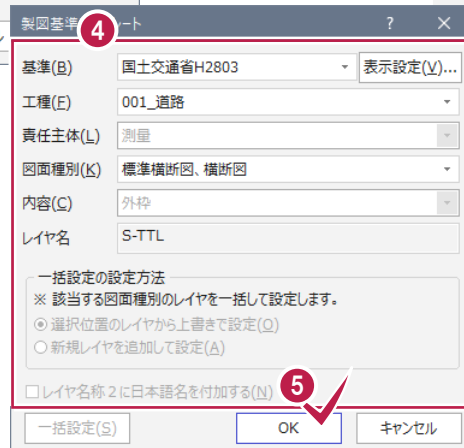 製図基準 ート ? ×
4
基準(B) 国土交通省H2803 表示設定(V)...
工種(F) 001_道路
責任主体(L) 測量
図面種別(K) 標準横断図、横断図
内容(C) 外枠
レイヤ名 S-TTL
一括設定の設定方法
※ 該当する図面種別のレイヤを一括して設定します。
選択位置のレイヤから上書きで設定(O)
新規レイヤを追加して設定(A)
レイヤ名称2に日本語名を付加する(N)
5
一括設定(S) OK キャンセル